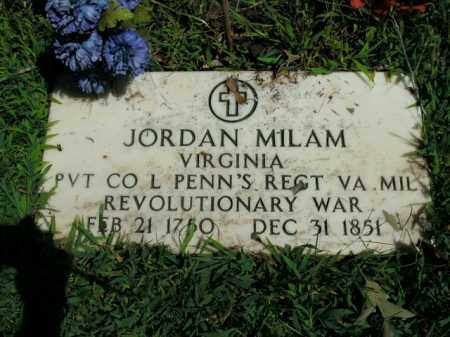 JORDAN MILAM
VIRGINIA
PVT CO L PENN'S REGT VA MIL
REVOLUTIONARY WAR
FEB 21 1760 DEC 31 1851